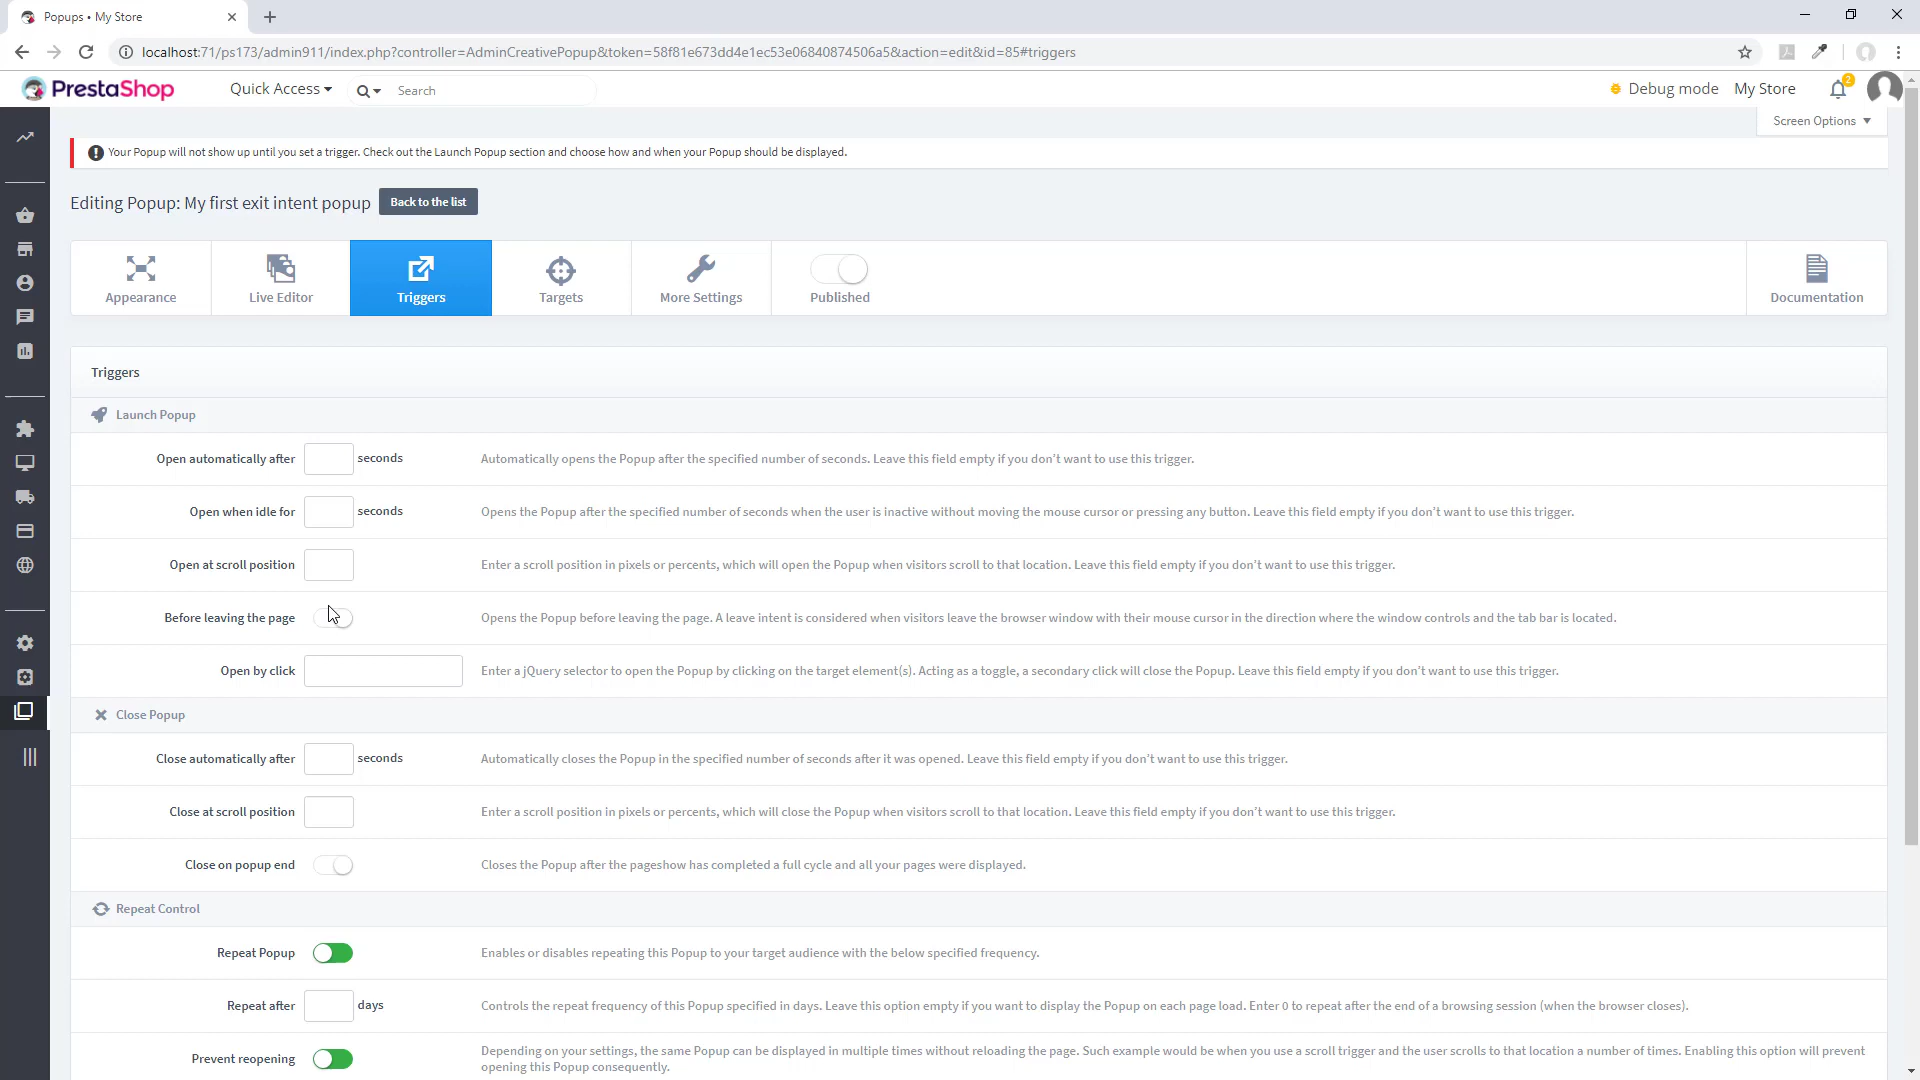 Popups • My Store
localhost:71/ps173/admin911/index.php?controller=AdminCreativePopup&token=58f81e673dd4e1ec53e06840874506a5&action=edit&id=85#triggers
PrestaShop
Quick Access
Search
Debug mode
My Store
2
Screen Options
Your Popup will not show up until you set a trigger. Check out the Launch Popup section and choose how and when your Popup should be displayed.
Editing Popup: My first exit intent popup
Back to the list
Appearance
Live Editor
Triggers
Targets
More Settings
Published
Documentation
Triggers
Launch Popup
Open automatically after
seconds
Automatically opens the Popup after the specified number of seconds. Leave this field empty if you don't want to use this trigger.
Open when idle for
seconds
Opens the Popup after the specified number of seconds when the user is inactive without moving the mouse cursor or pressing any button. Leave this field empty if you don't want to use this trigger.
Open at scroll position
Enter a scroll position in pixels or percents, which will open the Popup when visitors scroll to that location. Leave this field empty if you don't want to use this trigger.
Before leaving the page
Opens the Popup before leaving the page. A leave intent is considered when visitors leave the browser window with their mouse cursor in the direction where the window controls and the tab bar is located.
Open by click
Enter a jQuery selector to open the Popup by clicking on the target element(s). Acting as a toggle, a secondary click will close the Popup. Leave this field empty if you don't want to use this trigger.
Close Popup
Close automatically after
seconds
Automatically closes the Popup in the specified number of seconds after it was opened. Leave this field empty if you don't want to use this trigger.
Close at scroll position
Enter a scroll position in pixels or percents, which will close the Popup when visitors scroll to that location. Leave this field empty if you don't want to use this trigger.
Close on popup end
Closes the Popup after the pageshow has completed a full cycle and all your pages were displayed.
Repeat Control
Repeat Popup
Enables or disables repeating this Popup to your target audience with the below specified frequency.
Repeat after
days
Controls the repeat frequency of this Popup specified in days. Leave this option empty if you want to display the Popup on each page load. Enter 0 to repeat after the end of a browsing session (when the browser closes).
Prevent reopening
Depending on your settings, the same Popup can be displayed in multiple times without reloading the page. Such example would be when you use a scroll trigger and the user scrolls to that location a number of times. Enabling this option will prevent
opening this Popup consequently.